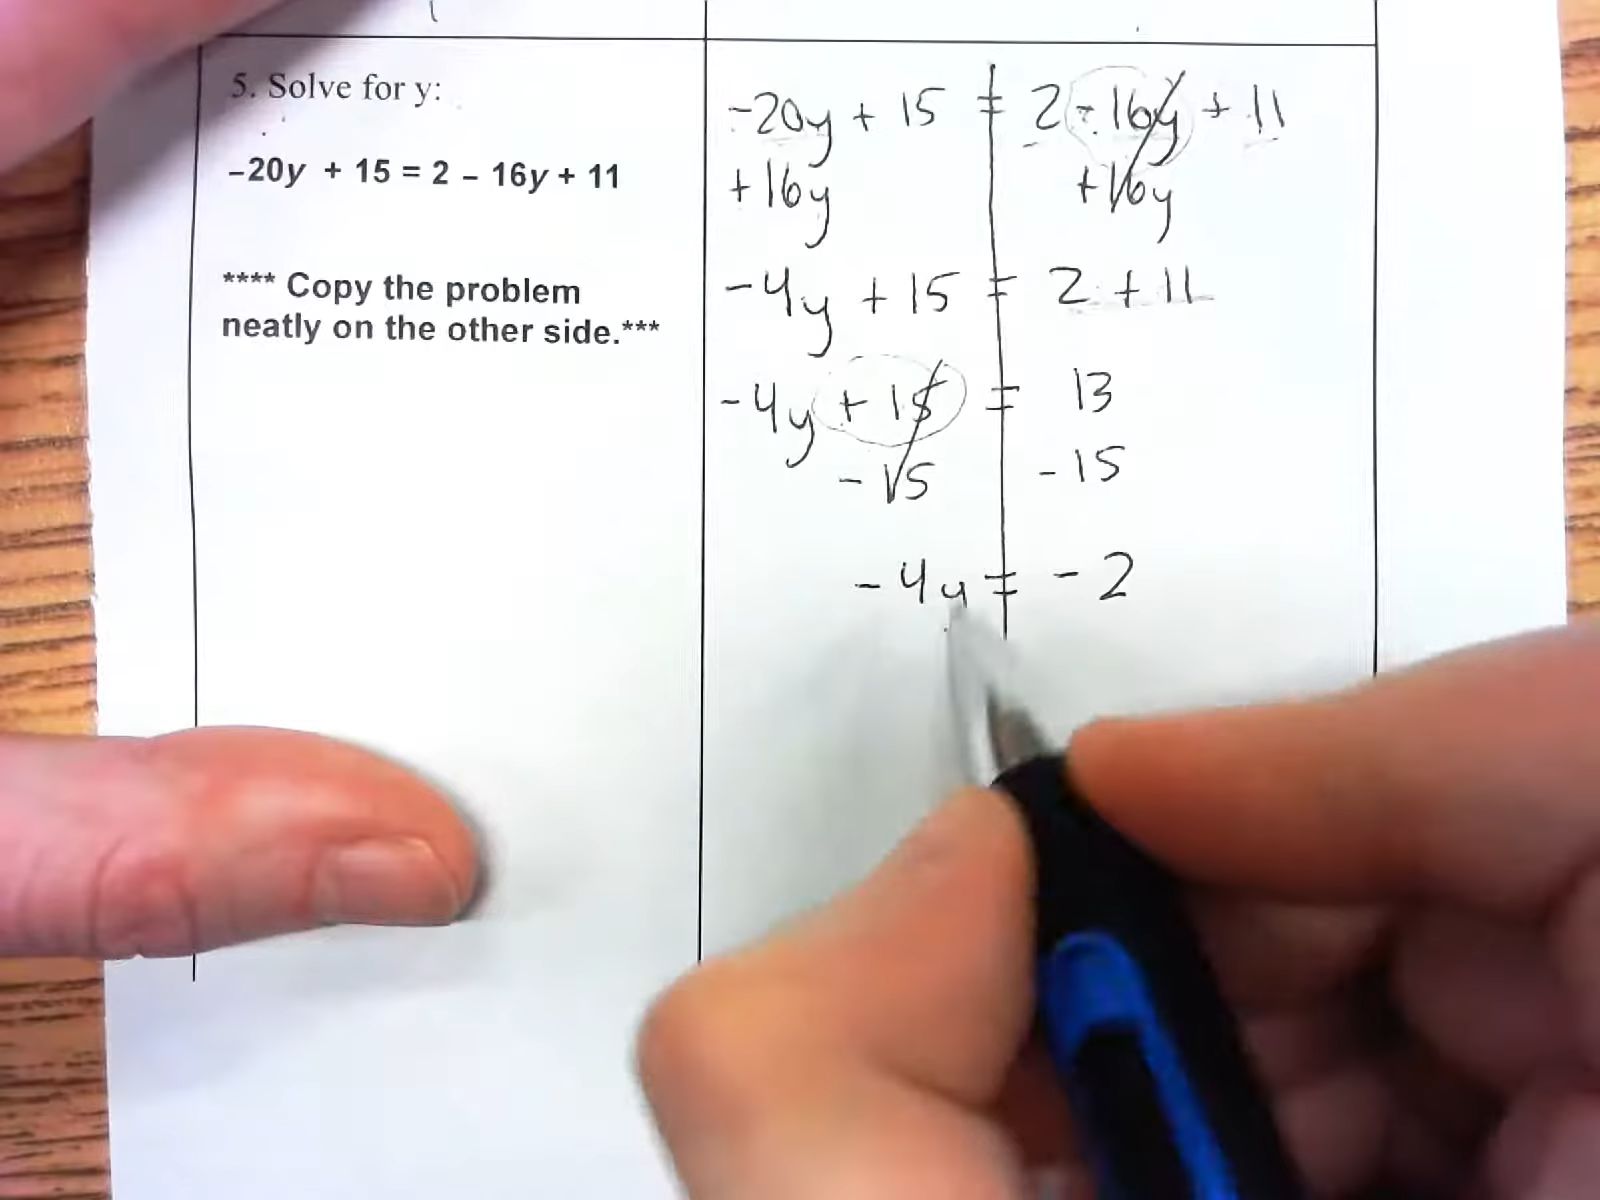 5. Solve for y:
−20y + 15 = 2 − 16y + 11
**** Copy the problem
neatly on the other side.***
-20y + 15 = 2 - 16y + 11
+16y +16y
-4y + 15 = 2 + 11
-4y + 15 = 13
- 15 - 15
-4y = -2